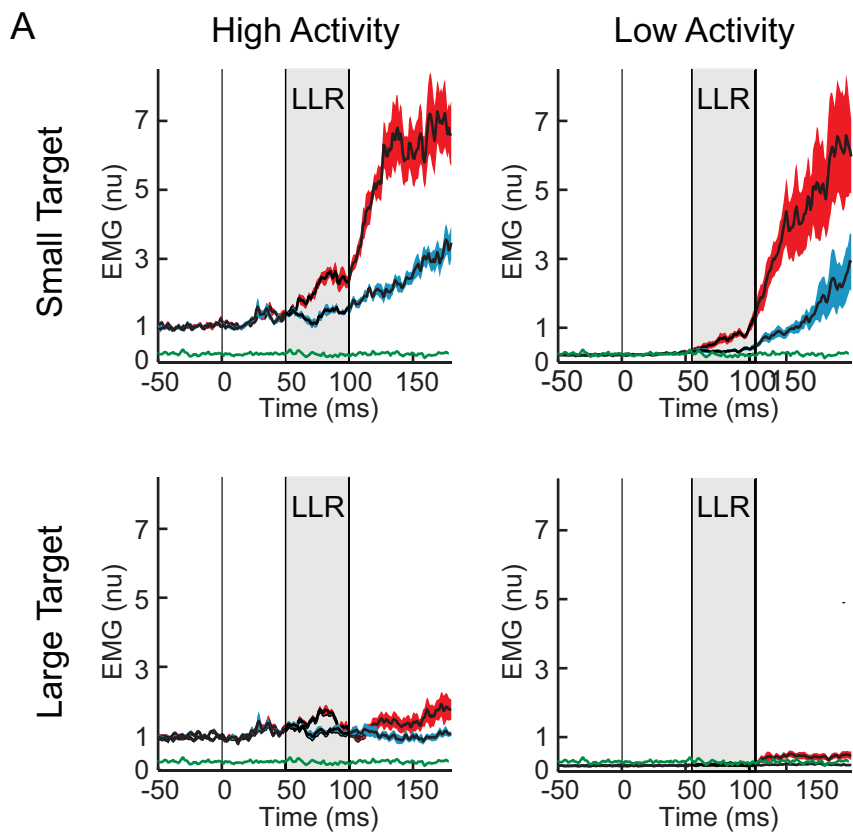 A
High Activity
Low Activity
Small Target
EMG (nu)
7
5
3
1
0
LLR
-50 0 50 100 150
Time (ms)
EMG (nu)
7
5
3
1
0
LLR
-50 0 50 100 150
Time (ms)
Large Target
EMG (nu)
7
5
3
1
0
LLR
-50 0 50 100 150
Time (ms)
EMG (nu)
7
5
3
1
0
LLR
-50 0 50 100 150
Time (ms)